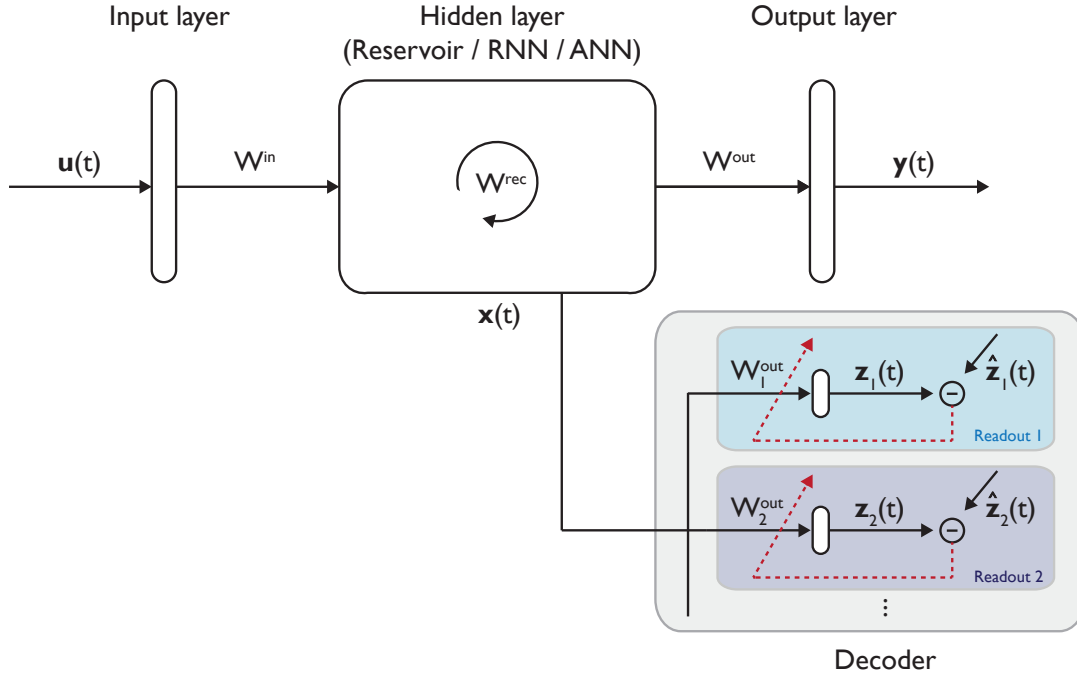 Input layer
Hidden layer
(Reservoir / RNN / ANN)
Output layer
u(t)
W^in
W^rec
W^out
y(t)
x(t)
W_1^out
z_1(t)
−
ẑ_1(t)
Readout 1
W_2^out
z_2(t)
−
ẑ_2(t)
Readout 2
⋮
Decoder